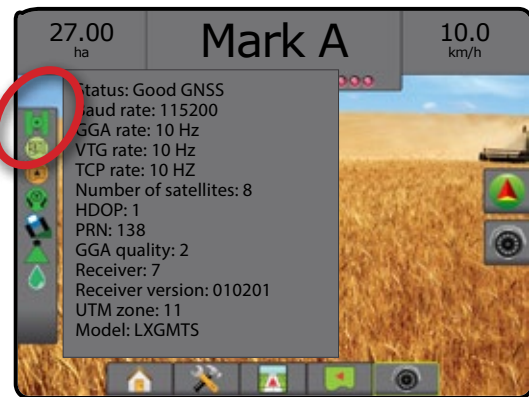 27.00
ha
Mark A
10.0
km/h
Status: Good GNSS
Baud rate: 115200
GGA rate: 10 Hz
VTG rate: 10 Hz
TCP rate: 10 HZ
Number of satellites: 8
HDOP: 1
PRN: 138
GGA quality: 2
Receiver: 7
Receiver version: 010201
UTM zone: 11
Model: LXGMTS